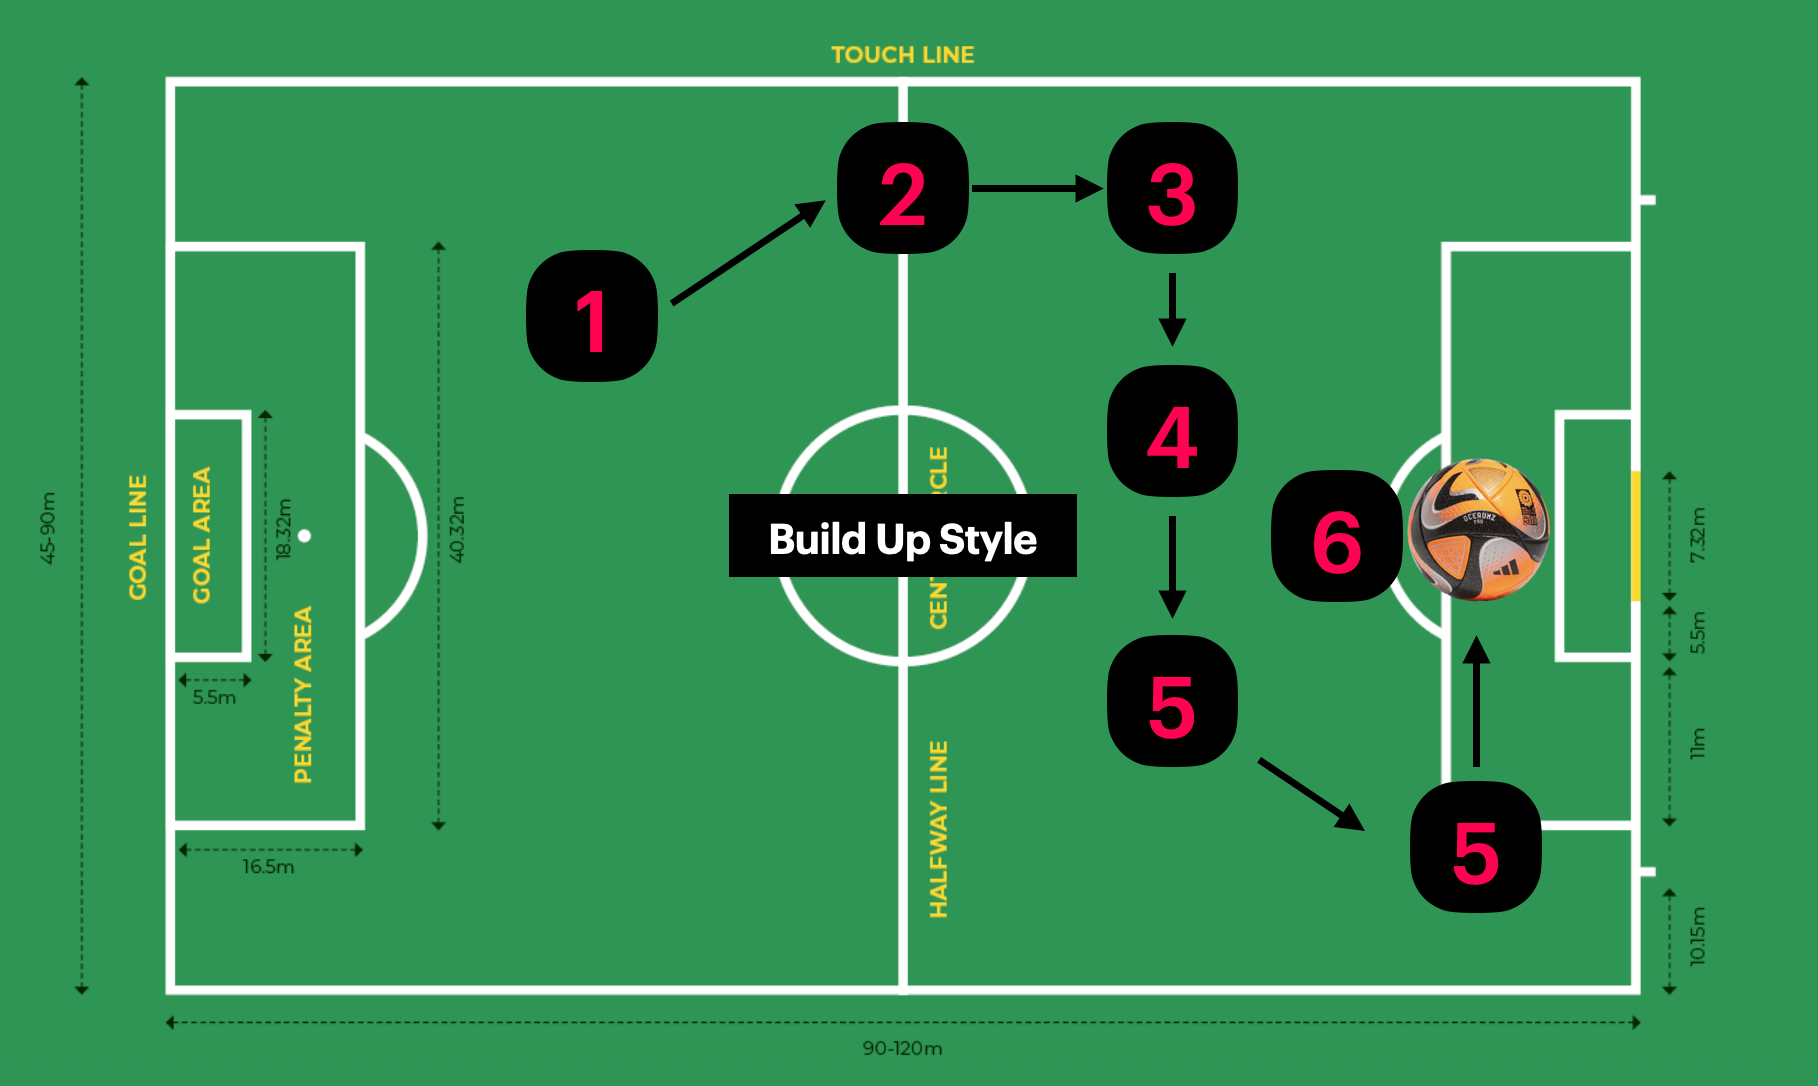 TOUCH LINE
2
3
1
4
45-90m
GOAL LINE
GOAL AREA
18.32m
40.32m
Build Up Style
6
OCEAUNZ
PRO
7.32m
5.5m
5.5m
PENALTY AREA
5
11m
HALFWAY LINE
5
16.5m
10.15m
90-120m